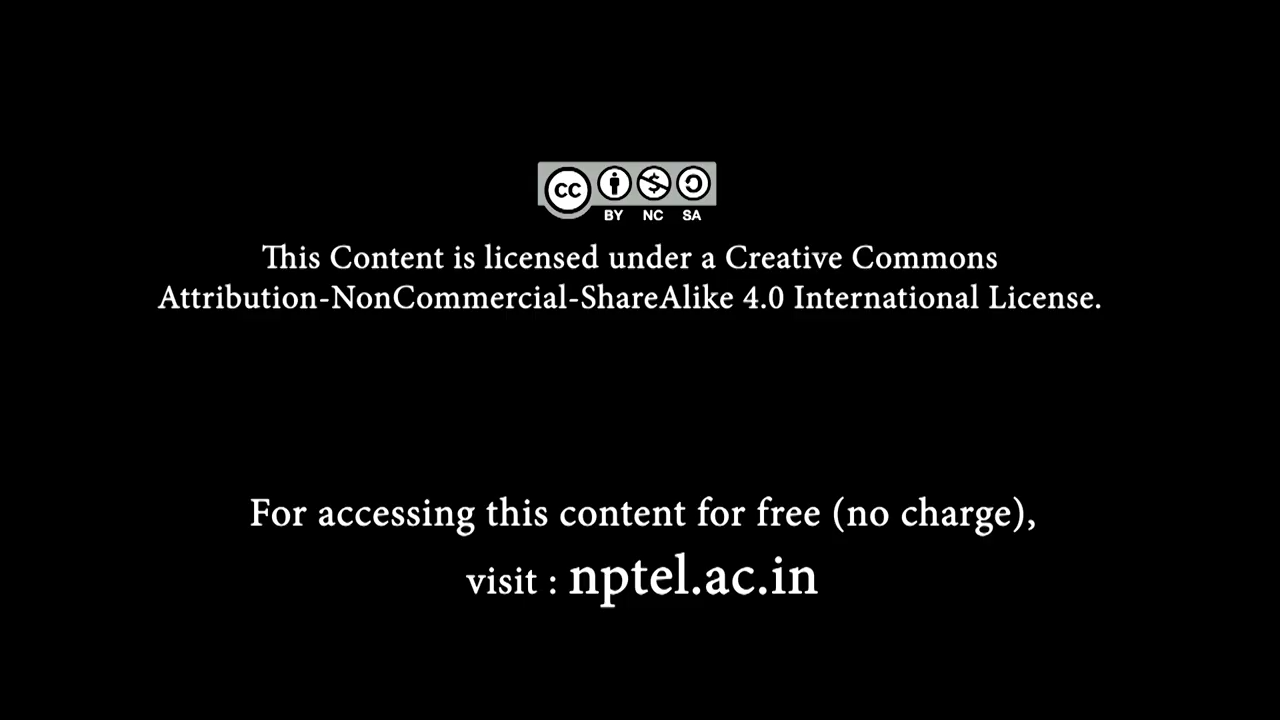 CC BY NC SA
This Content is licensed under a Creative Commons
Attribution-NonCommercial-ShareAlike 4.0 International License.
For accessing this content for free (no charge),
visit : nptel.ac.in